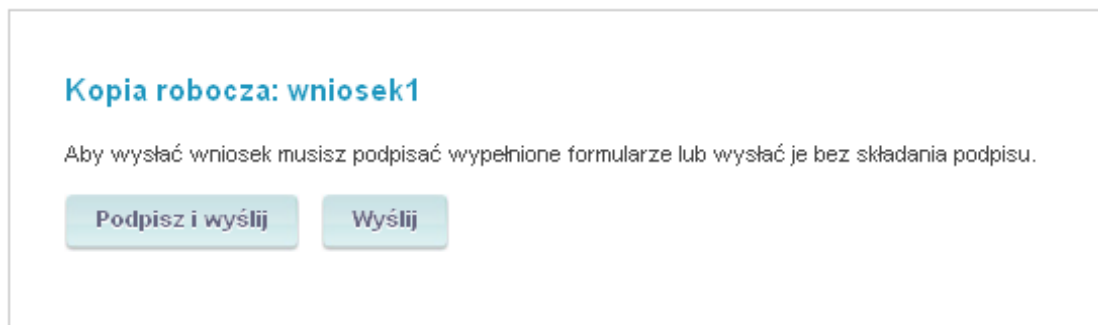 Kopia robocza: wniosek1
Aby wysłać wniosek musisz podpisać wypełnione formularze lub wysłać je bez składania podpisu.
Podpisz i wyślij Wyślij